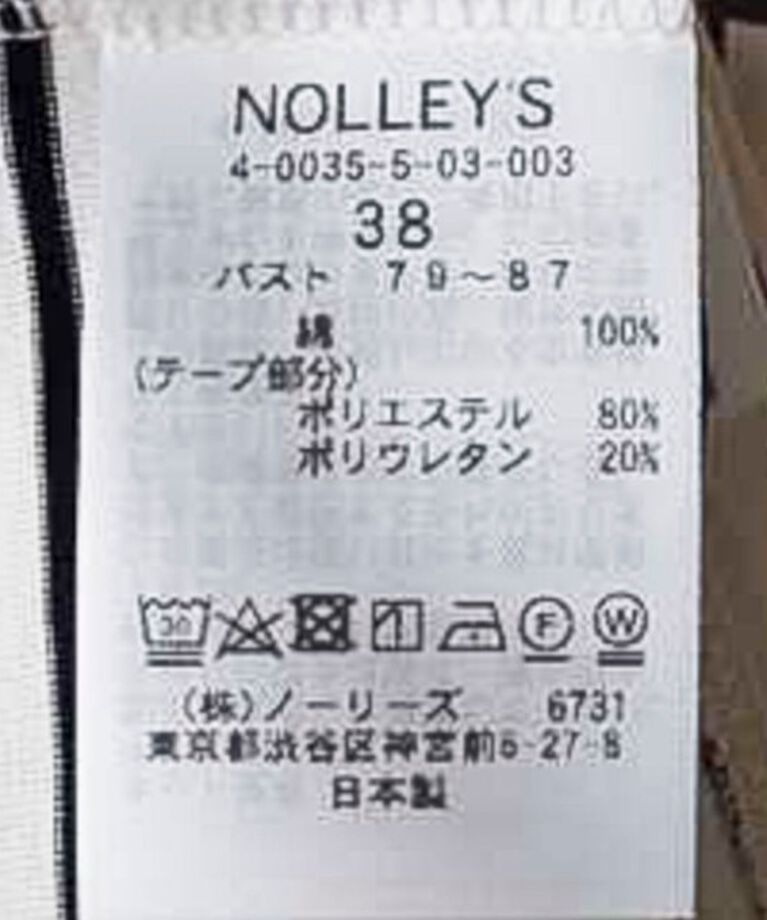 NOLLEY'S
4-0035-5-03-003
38
バスト 79～87
綿 100%
(テープ部分)
ポリエステル 80%
ポリウレタン 20%
30 F W
(株)ノーリーズ 6731
東京都渋谷区神宮前6-27-8
日本製